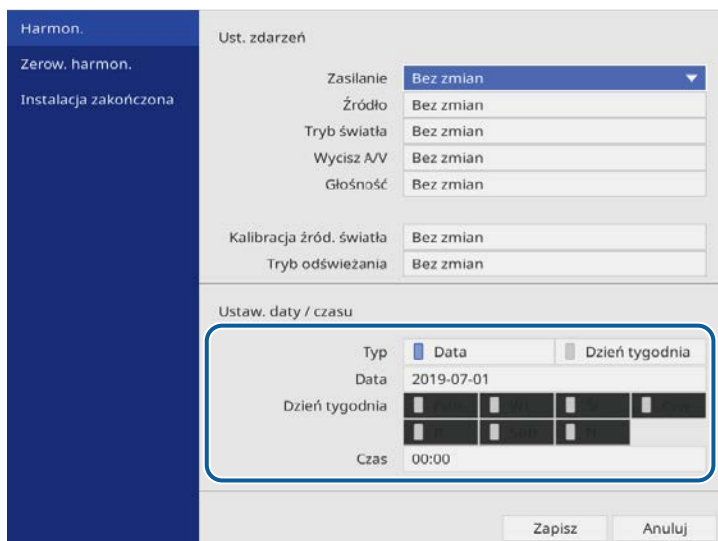 Harmon.
Zerow. harmon.
Instalacja zakończona
Ust. zdarzeń
Zasilanie Bez zmian
Źródło Bez zmian
Tryb światła Bez zmian
Wycisz A/V Bez zmian
Głośność Bez zmian
Kalibracja źród. światła Bez zmian
Tryb odświeżania Bez zmian
Ustaw. daty / czasu
Typ Data Dzień tygodnia
Data 2019-07-01
Dzień tygodnia
Czas 00:00
Zapisz Anuluj